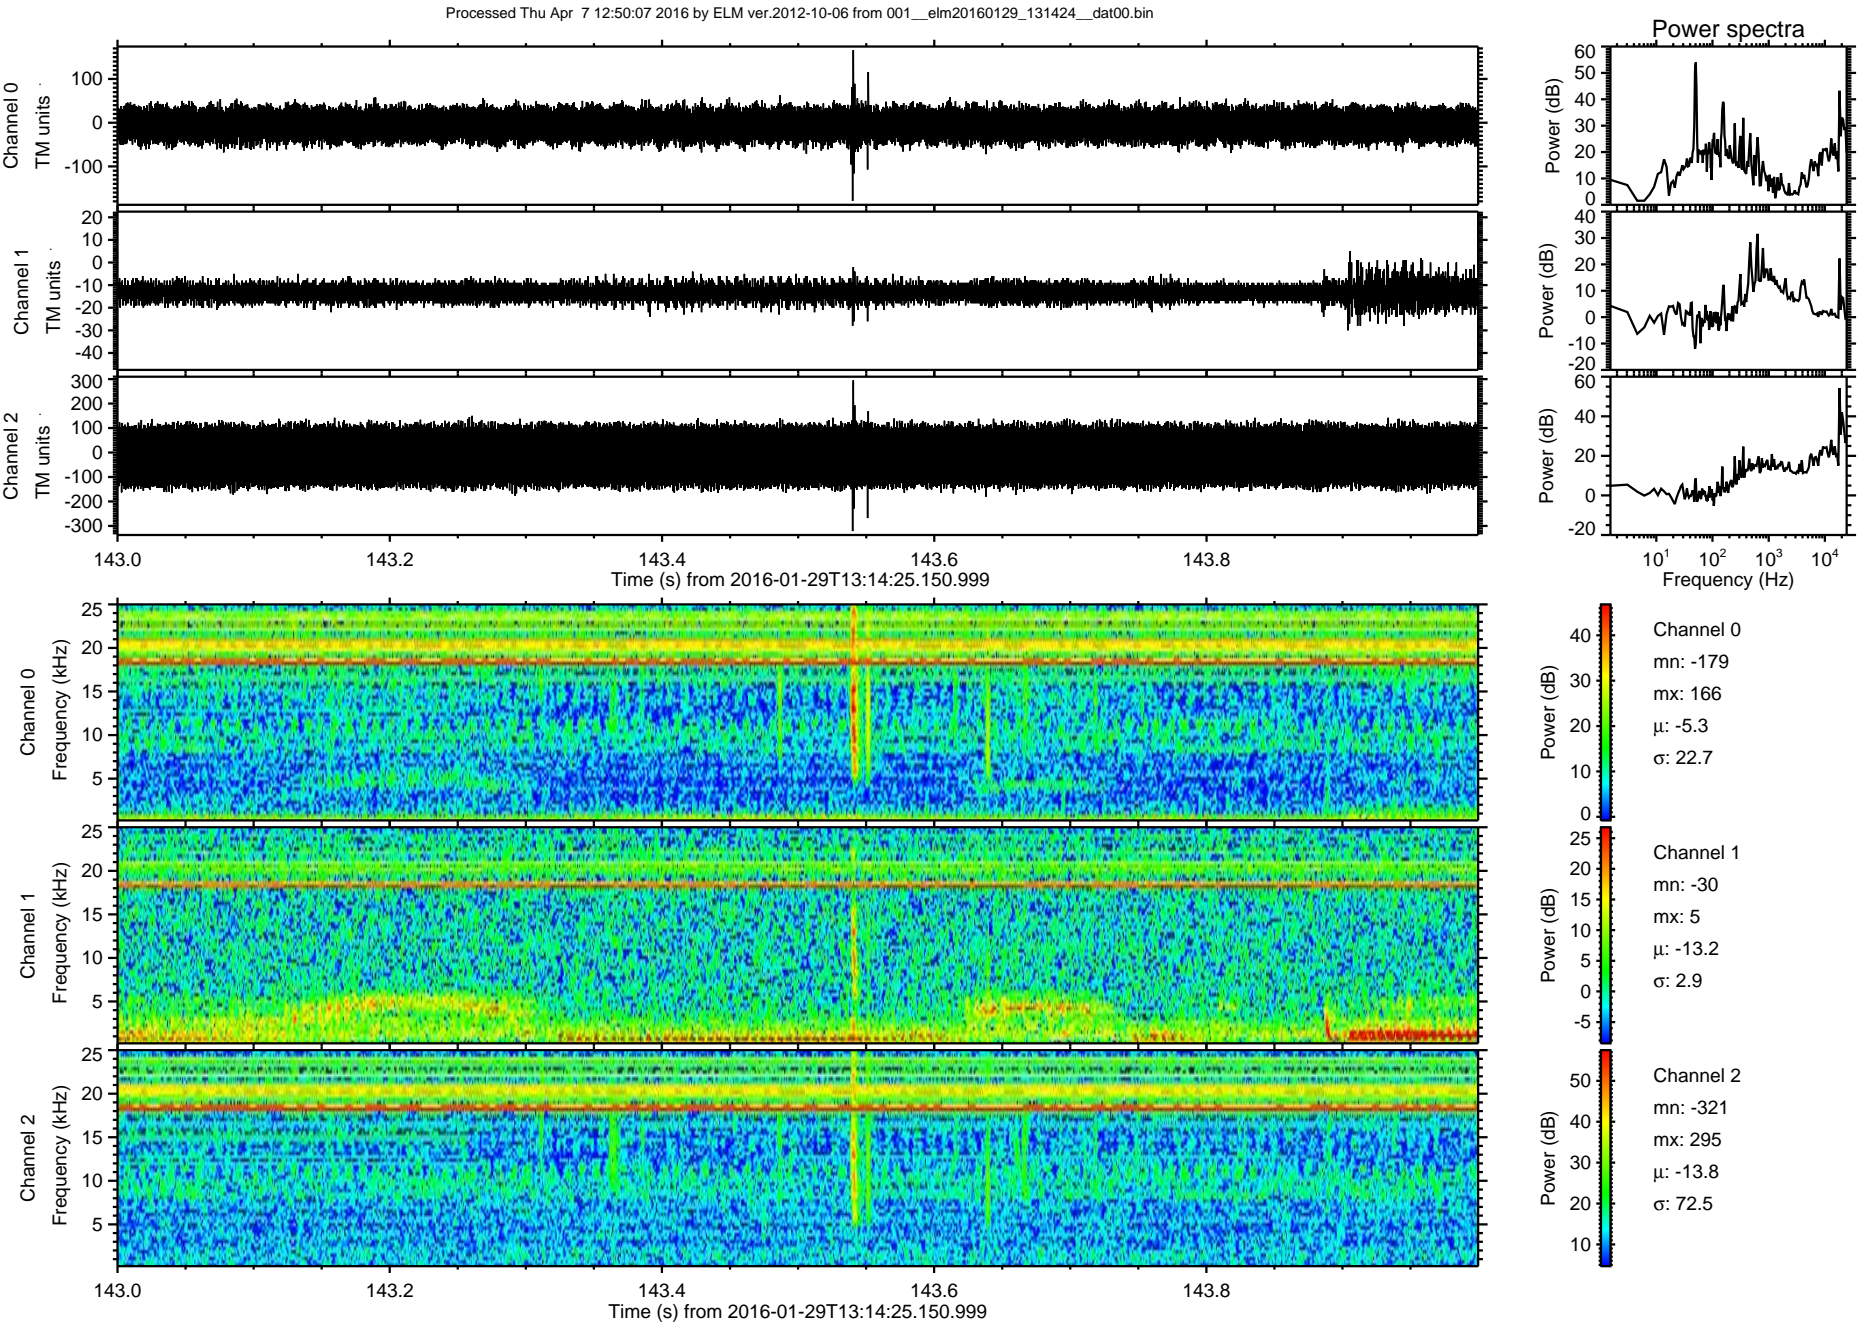 Processed Thu Apr  7 12:50:07 2016 by ELM ver.2012-10-06 from 001__elm20160129_131424__dat00.bin
Power spectra
Channel 0
TM units
100
0
-100
Power (dB)
60
50
40
30
20
10
0
Channel 1
TM units
20
10
0
-10
-20
-30
-40
Power (dB)
40
30
20
10
0
-10
-20
Channel 2
TM units
300
200
100
0
-100
-200
-300
Power (dB)
60
40
20
0
-20
143.0 143.2 143.4 143.6 143.8
Time (s) from 2016-01-29T13:14:25.150.999
10^1 10^2 10^3 10^4
Frequency (Hz)
Channel 0
Frequency (kHz)
25
20
15
10
5
Power (dB)
40
30
20
10
0
Channel 0
mn: -179
mx: 166
μ: -5.3
σ: 22.7
Channel 1
Frequency (kHz)
25
20
15
10
5
Power (dB)
25
20
15
10
5
0
-5
Channel 1
mn: -30
mx: 5
μ: -13.2
σ: 2.9
Channel 2
Frequency (kHz)
25
20
15
10
5
Power (dB)
50
40
30
20
10
Channel 2
mn: -321
mx: 295
μ: -13.8
σ: 72.5
143.0 143.2 143.4 143.6 143.8
Time (s) from 2016-01-29T13:14:25.150.999